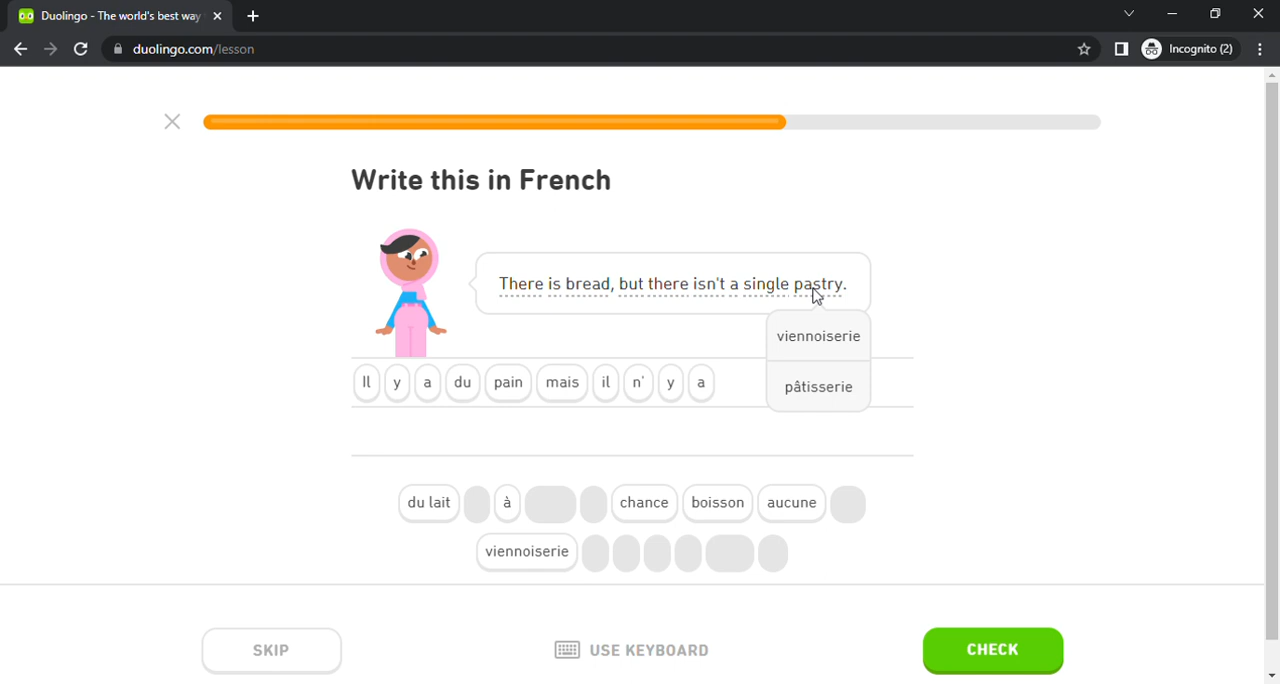 Duolingo - The world's best way
duolingo.com/lesson
Incognito (2)
Write this in French
There is bread, but there isn't a single pastry.
viennoiserie
pâtisserie
Il y a du pain mais il n' y a
du lait à chance boisson aucune
viennoiserie
SKIP
USE KEYBOARD
CHECK